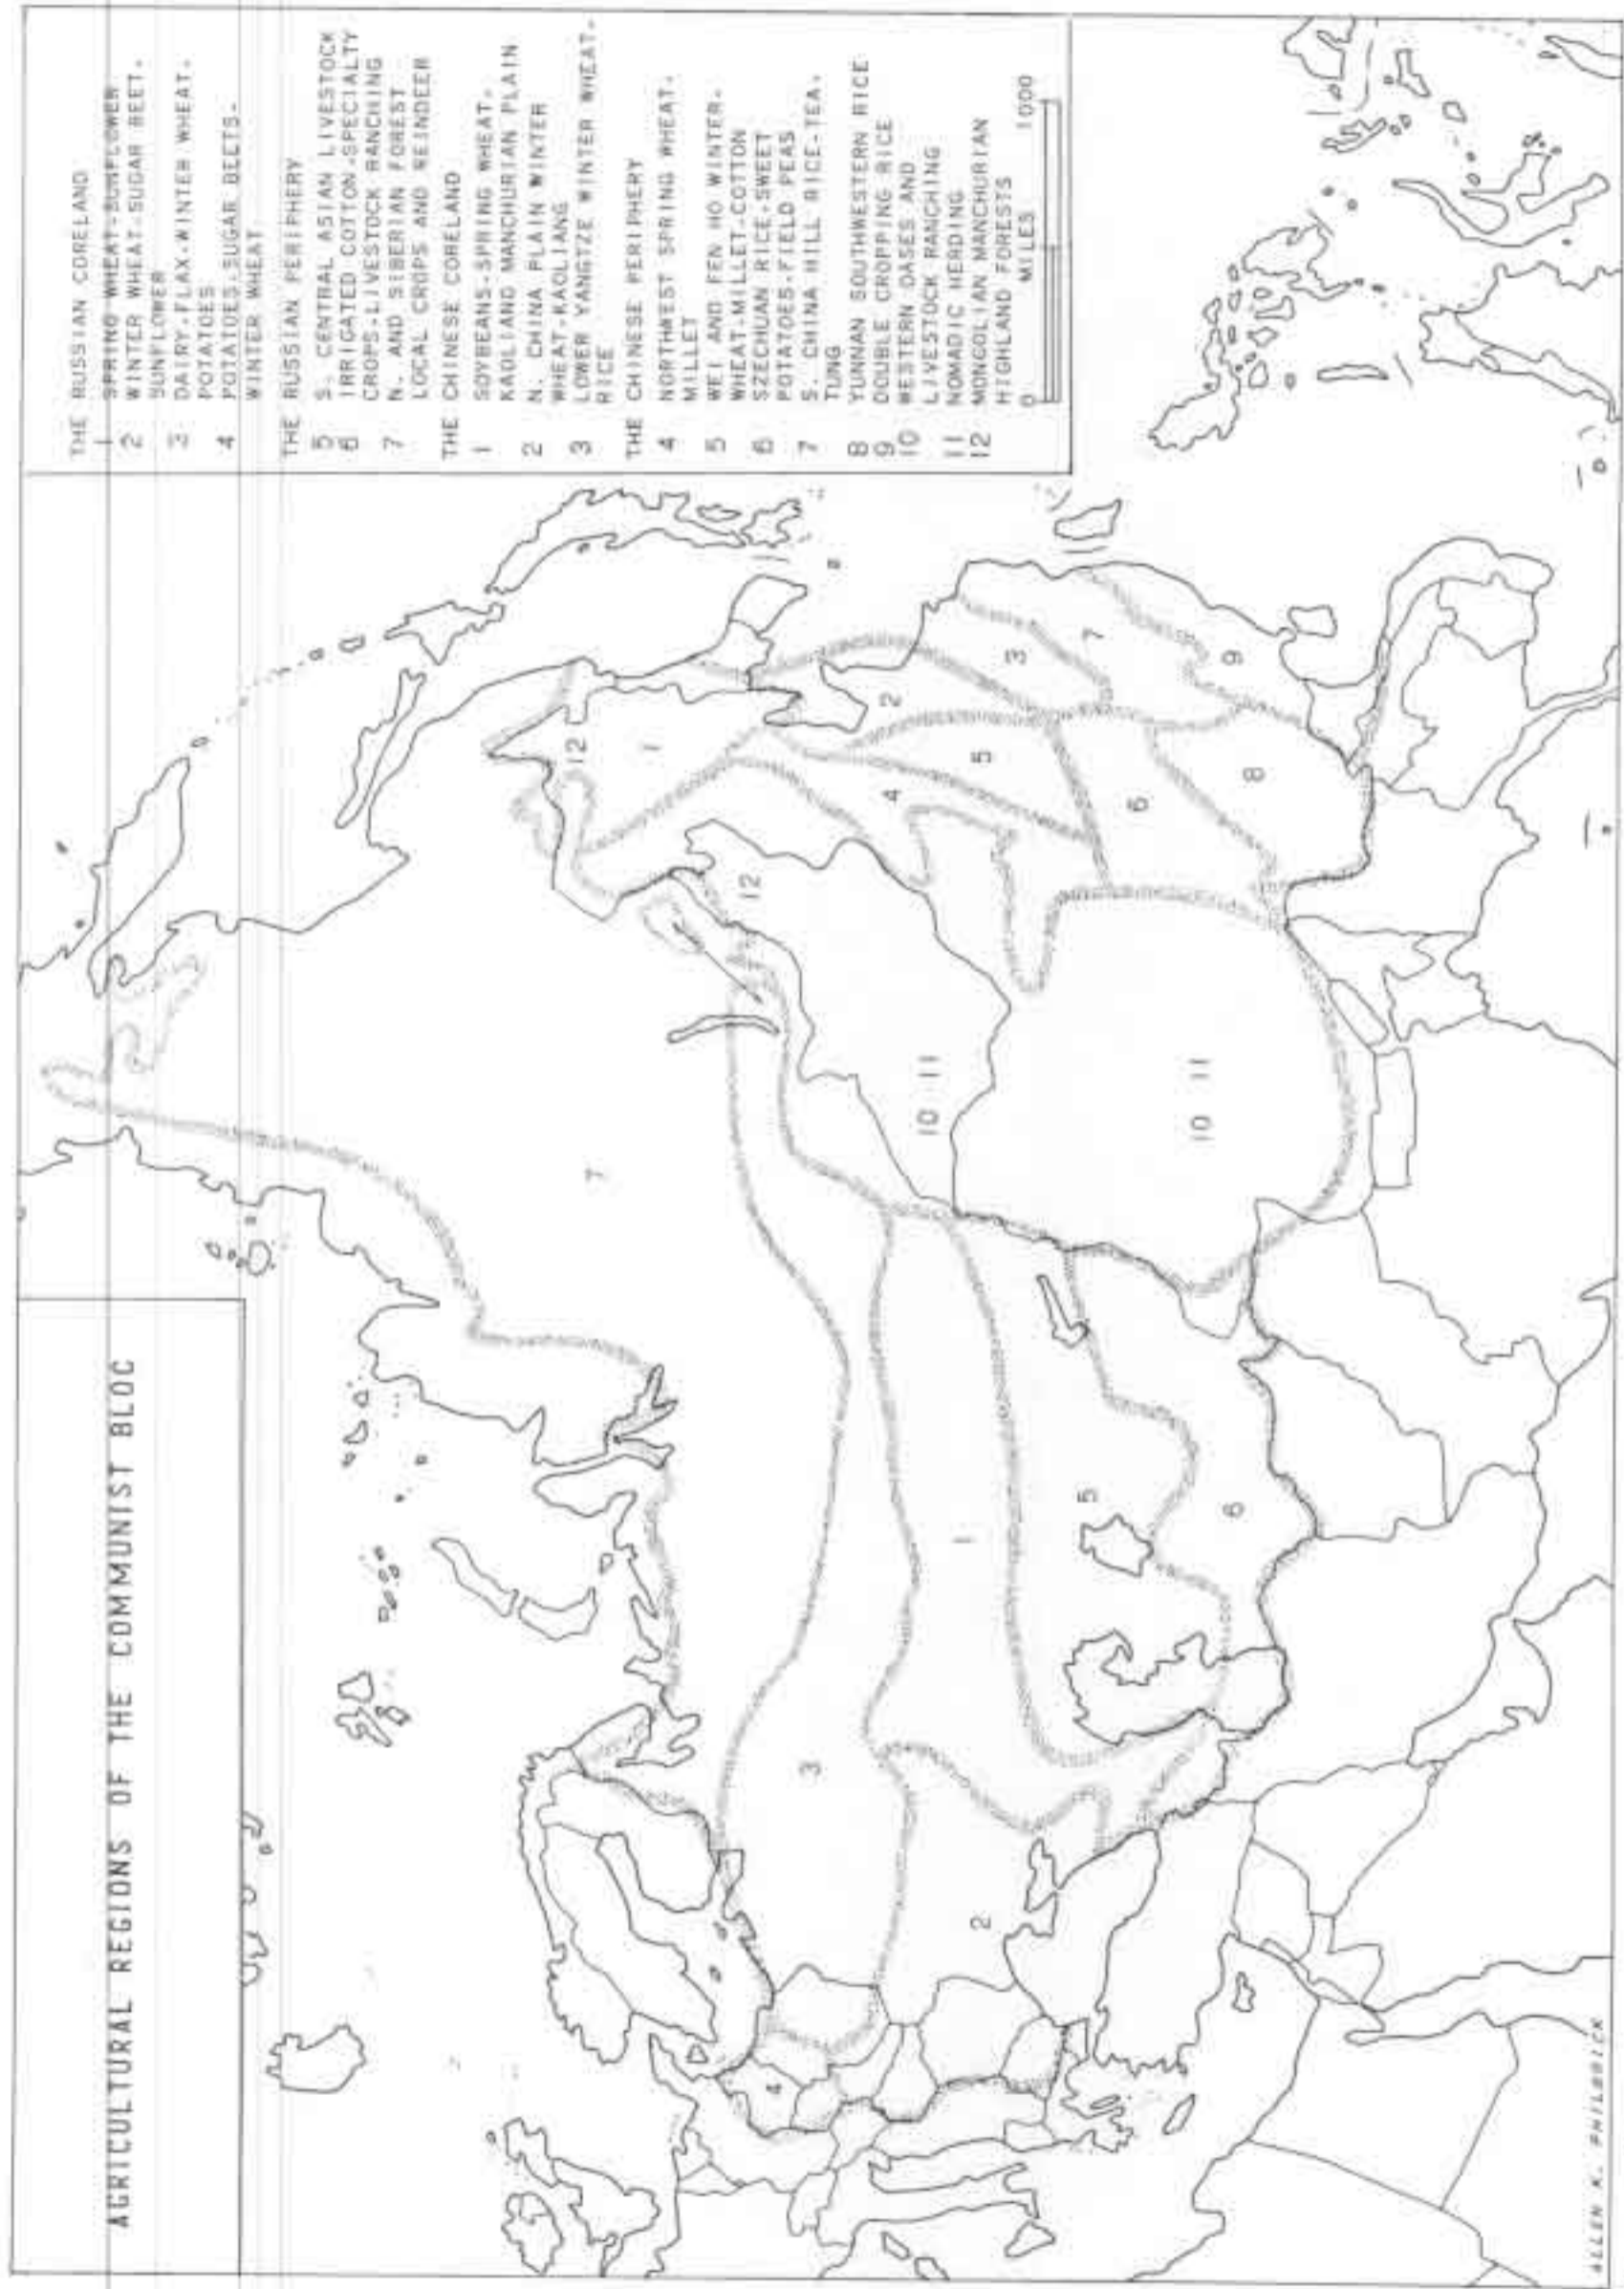 AGRICULTURAL REGIONS OF THE COMMUNIST BLOC
THE RUSSIAN CORELAND
1 SPRING WHEAT-SUNFLOWER
2 WINTER WHEAT-SUGAR BEET-
SUNFLOWER
3 DAIRY-FLAX-WINTER WHEAT-
POTATOES
4 POTATOES-SUGAR BEETS-
WINTER WHEAT
THE RUSSIAN PERIPHERY
5 S. CENTRAL ASIAN LIVESTOCK
6 IRRIGATED COTTON-SPECIALTY
CROPS-LIVESTOCK RANCHING
7 N. AND SIBERIAN FOREST
LOCAL CROPS AND REINDEER
THE CHINESE CORELAND
1 SOYBEANS-SPRING WHEAT-
KAOLIANG MANCHURIAN PLAIN
2 N. CHINA PLAIN WINTER
WHEAT-KAOLIANG
3 LOWER YANGTZE WINTER WHEAT-
RICE
THE CHINESE PERIPHERY
4 NORTHWEST SPRING WHEAT-
MILLET
5 WEI AND FEN HO WINTER-
WHEAT-MILLET-COTTON
6 SZECHUAN RICE-SWEET
POTATOES-FIELD PEAS
7 S. CHINA HILL RICE-TEA-
TUNG
8 YUNNAN SOUTHWESTERN RICE
9 DOUBLE CROPPING RICE
10 WESTERN OASES AND
LIVESTOCK RANCHING
11 NOMADIC HERDING
12 MONGOLIAN MANCHURIAN
HIGHLAND FORESTS
0 MILES 1000
7
12
1
12
3
4
2
1
5
6
10 11
10 11
4
5
2
3
7
6
8
9
ALLEN K. PHILBRICK